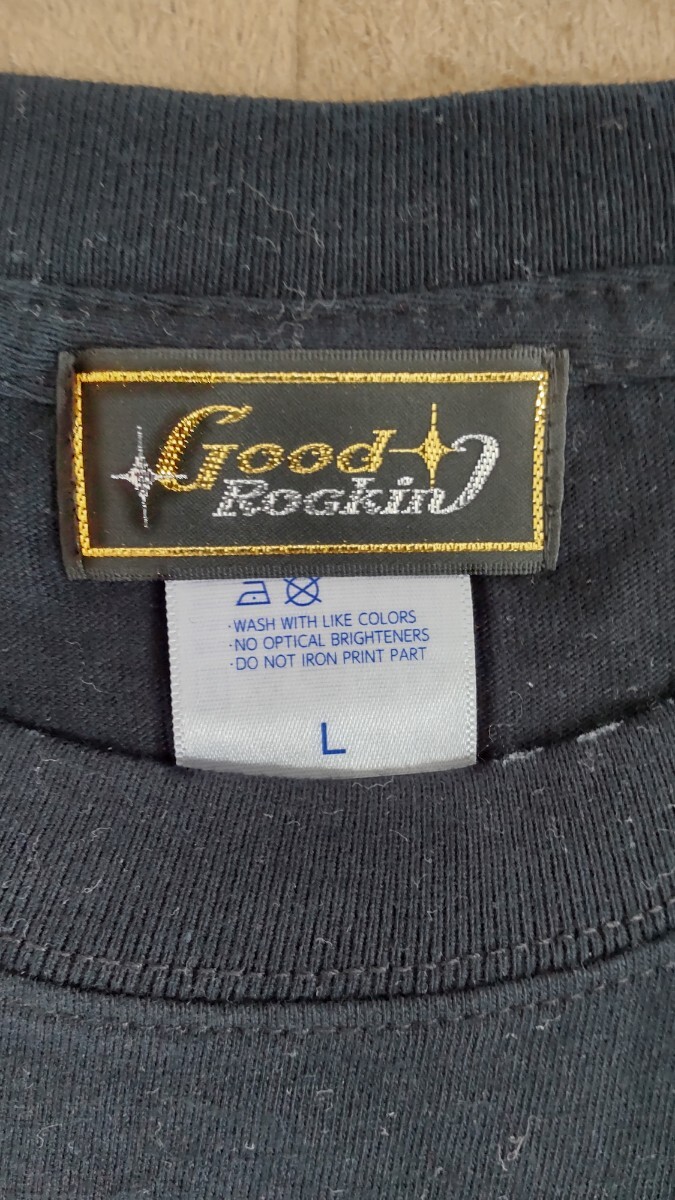 Good
Rockin'
·WASH WITH LIKE COLORS
·NO OPTICAL BRIGHTENERS
·DO NOT IRON PRINT PART
L